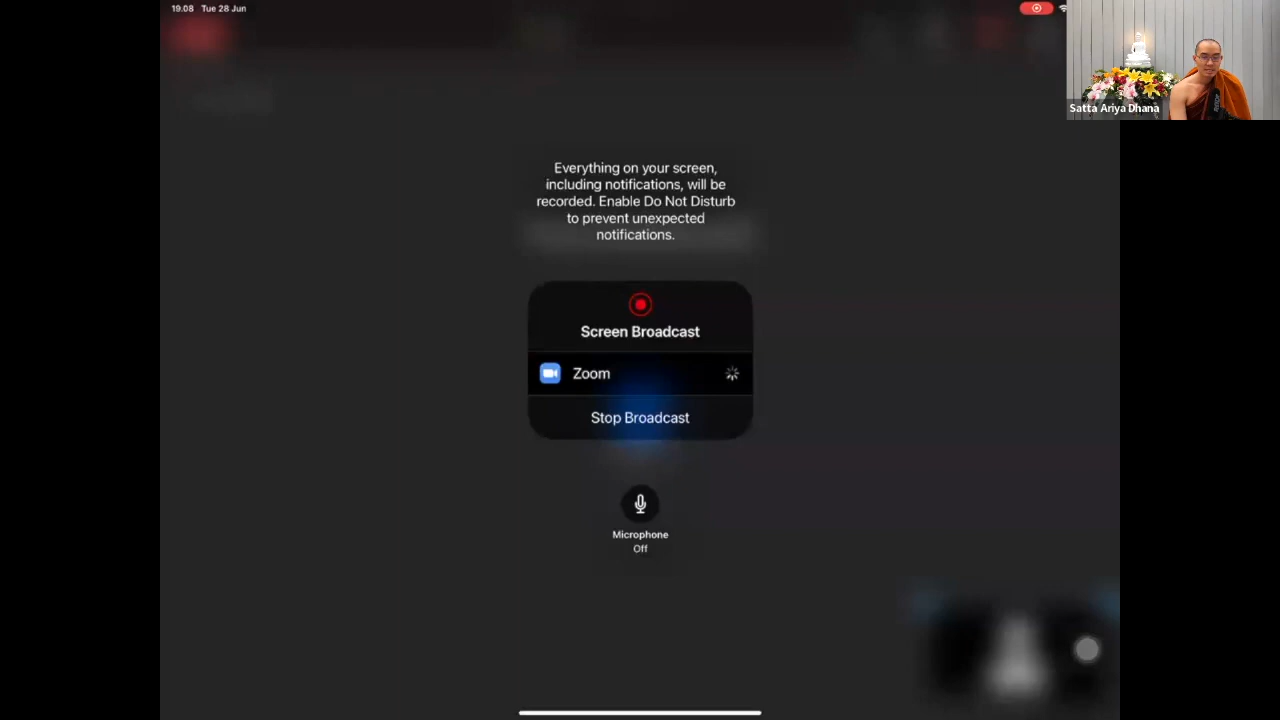 19.08 Tue 28 Jun
Satta Ariya Dhana
Everything on your screen,
including notifications, will be
recorded. Enable Do Not Disturb
to prevent unexpected
notifications.
Screen Broadcast
Zoom
Stop Broadcast
Microphone
Off